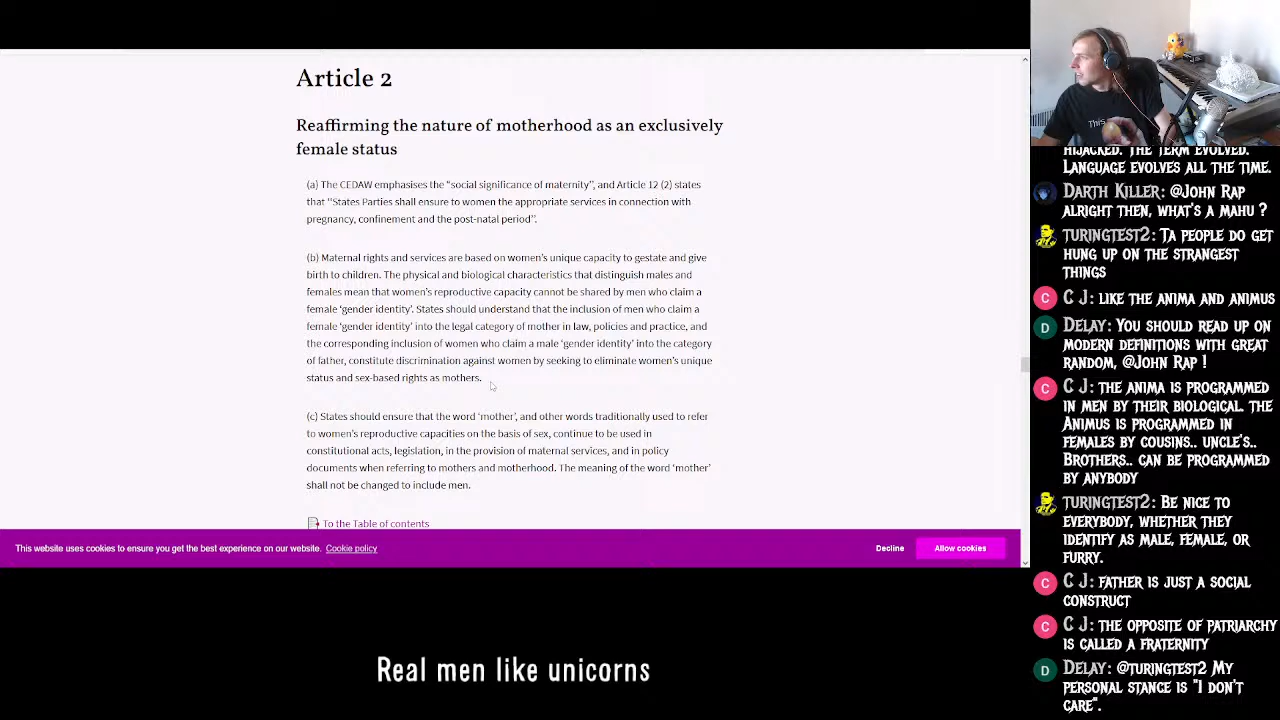 Article 2
Reaffirming the nature of motherhood as an exclusively
female status
(a) The CEDAW emphasises the "social significance of maternity", and Article 12 (2) states
that "States Parties shall ensure to women the appropriate services in connection with
pregnancy, confinement and the post-natal period".
(b) Maternal rights and services are based on women's unique capacity to gestate and give
birth to children. The physical and biological characteristics that distinguish males and
females mean that women's reproductive capacity cannot be shared by men who claim a
female 'gender identity'. States should understand that the inclusion of men who claim a
female 'gender identity' into the legal category of mother in law, policies and practice, and
the corresponding inclusion of women who claim a male 'gender identity' into the category
of father, constitute discrimination against women by seeking to eliminate women's unique
status and sex-based rights as mothers.
(c) States should ensure that the word 'mother', and other words traditionally used to refer
to women's reproductive capacities on the basis of sex, continue to be used in
constitutional acts, legislation, in the provision of maternal services, and in policy
documents when referring to mothers and motherhood. The meaning of the word 'mother'
shall not be changed to include men.
To the Table of contents
This website uses cookies to ensure you get the best experience on our website. Cookie policy
Decline
Allow cookies
Real men like unicorns
This
HIJACKED. THE TERM EVOLVED.
LANGUAGE EVOLVES ALL THE TIME.
DARTH KILLER: @JOHN RAP
ALRIGHT THEN, WHAT'S A MAHU ?
TURINGTEST2: TA PEOPLE DO GET
HUNG UP ON THE STRANGEST
THINGS
C J: LIKE THE ANIMA AND ANIMUS
DELAY: YOU SHOULD READ UP ON
MODERN DEFINITIONS WITH GREAT
RANDOM, @JOHN RAP !
C J: THE ANIMA IS PROGRAMMED
IN MEN BY THEIR BIOLOGICAL. THE
ANIMUS IS PROGRAMMED IN
FEMALES BY COUSINS.. UNCLE'S..
BROTHERS.. CAN BE PROGRAMMED
BY ANYBODY
TURINGTEST2: BE NICE TO
EVERYBODY, WHETHER THEY
IDENTIFY AS MALE, FEMALE, OR
FURRY.
C J: FATHER IS JUST A SOCIAL
CONSTRUCT
C J: THE OPPOSITE OF PATRIARCHY
IS CALLED A FRATERNITY
DELAY: @TURINGTEST2 MY
PERSONAL STANCE IS "I DON'T
CARE".